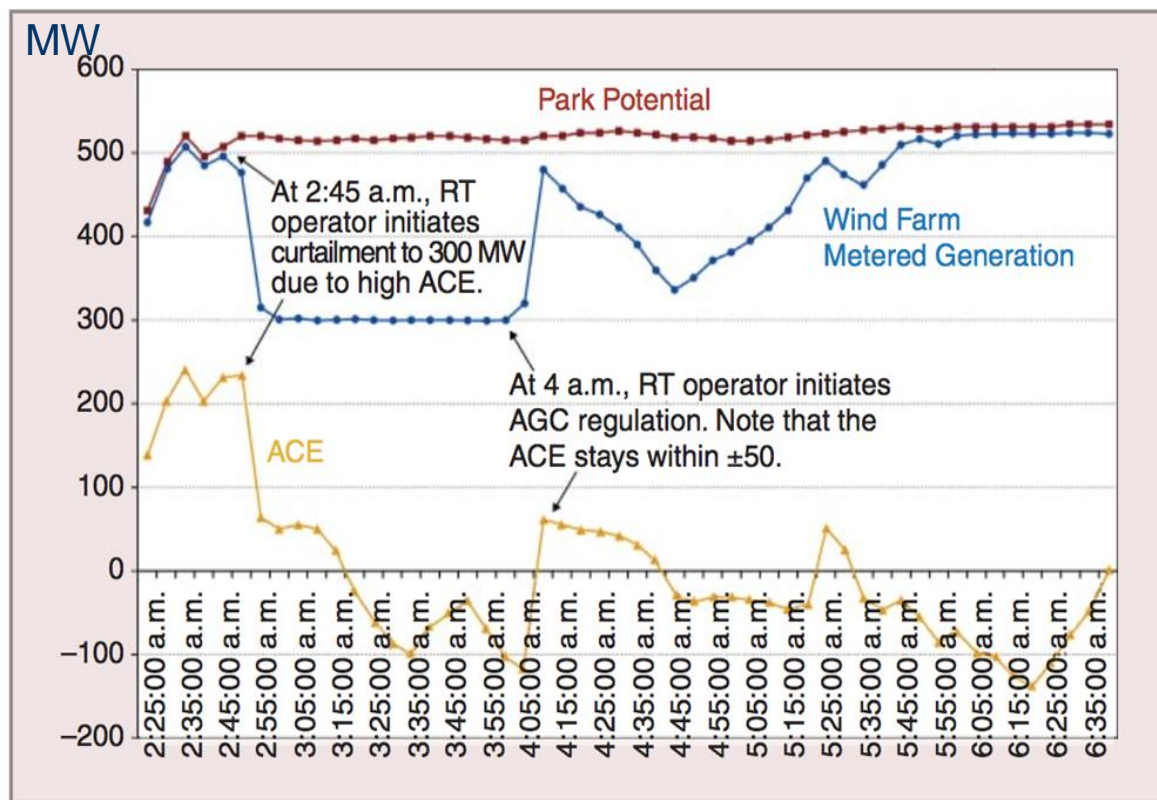 MW
600
500
400
300
200
100
0
−100
−200
Park Potential
At 2:45 a.m., RT
operator initiates
curtailment to 300 MW
due to high ACE.
Wind Farm
Metered Generation
At 4 a.m., RT operator initiates
AGC regulation. Note that the
ACE stays within ±50.
ACE
2:25:00 a.m.
2:35:00 a.m.
2:45:00 a.m.
2:55:00 a.m.
3:05:00 a.m.
3:15:00 a.m.
3:25:00 a.m.
3:35:00 a.m.
3:45:00 a.m.
3:55:00 a.m.
4:05:00 a.m.
4:15:00 a.m.
4:25:00 a.m.
4:35:00 a.m.
4:45:00 a.m.
4:55:00 a.m.
5:05:00 a.m.
5:15:00 a.m.
5:25:00 a.m.
5:35:00 a.m.
5:45:00 a.m.
5:55:00 a.m.
6:05:00 a.m.
6:15:00 a.m.
6:25:00 a.m.
6:35:00 a.m.